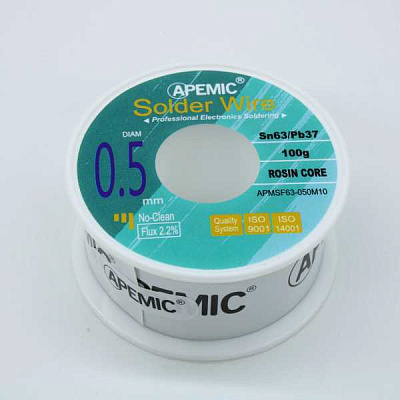 APEMIC®
Solder Wire
Professional Electronics Soldering
DIAM
0.5
mm
Sn63/Pb37
100g
ROSIN CORE
APMSF63-050M10
No-Clean
Flux 2.2%
Quality System
ISO 9001
ISO 14001
APEMIC®
EMIC®